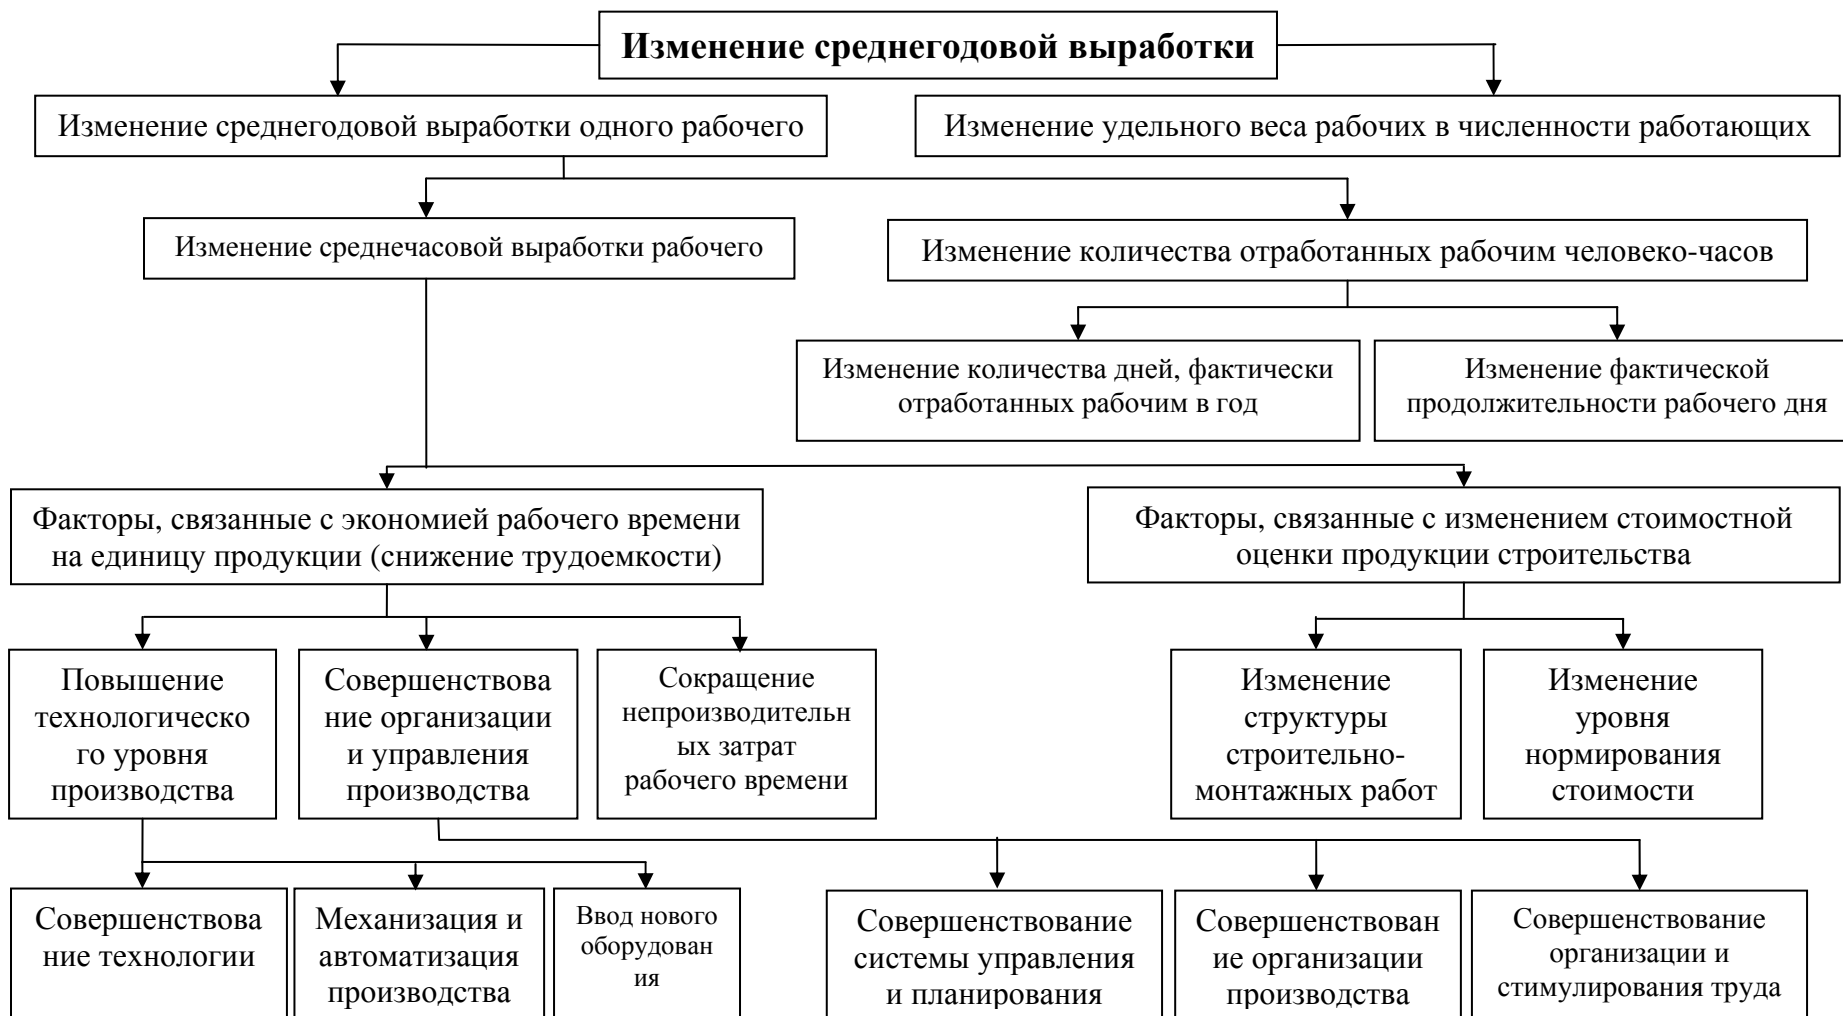 Изменение среднегодовой выработки
Изменение среднегодовой выработки одного рабочего
Изменение удельного веса рабочих в численности работающих
Изменение среднечасовой выработки рабочего
Изменение количества отработанных рабочим человеко-часов
Изменение количества дней, фактически
отработанных рабочим в год
Изменение фактической
продолжительности рабочего дня
Факторы, связанные с экономией рабочего времени
на единицу продукции (снижение трудоемкости)
Факторы, связанные с изменением стоимостной
оценки продукции строительства
Повышение
технологическо
го уровня
производства
Совершенствова
ние организации
и управления
производства
Сокращение
непроизводительн
ых затрат
рабочего времени
Изменение
структуры
строительно-
монтажных работ
Изменение
уровня
нормирования
стоимости
Совершенствова
ние технологии
Механизация и
автоматизация
производства
Ввод нового
оборудован
ия
Совершенствование
системы управления
и планирования
Совершенствован
ие организации
производства
Совершенствование
организации и
стимулирования труда